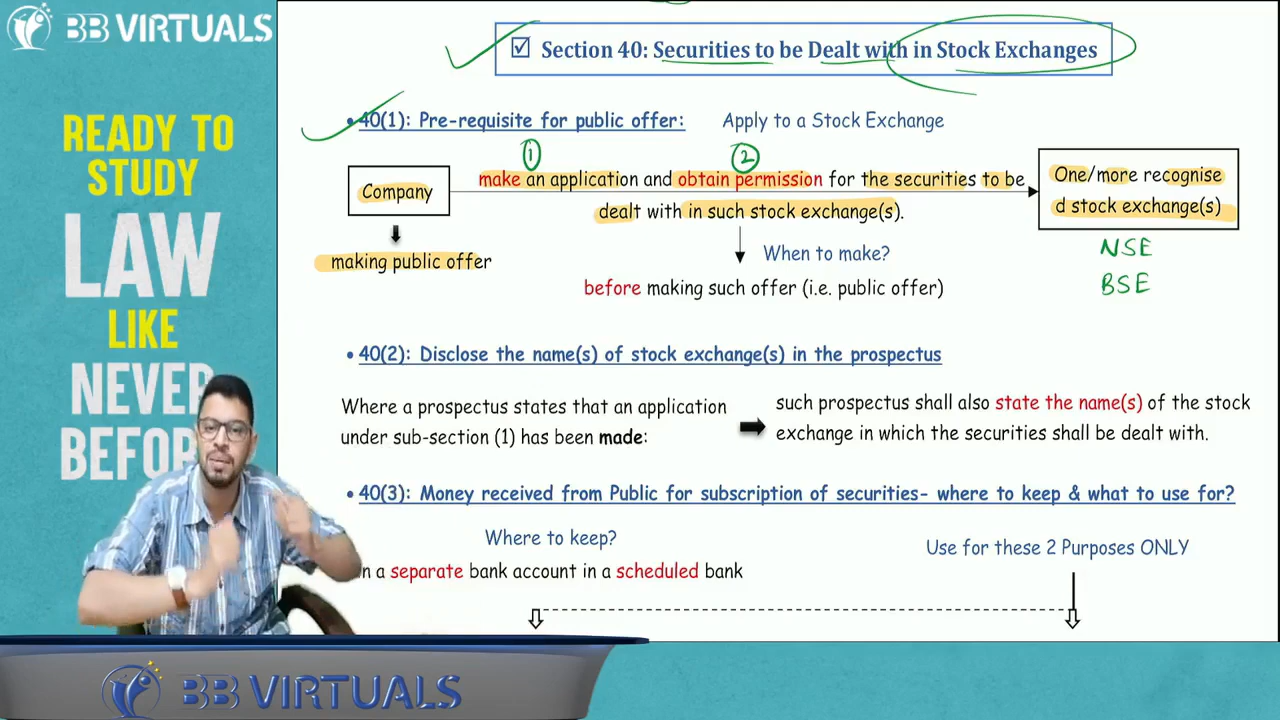 BB VIRTUALS
READY TO
STUDY
LAW
LIKE
NEVER
BEFOR
☑ Section 40: Securities to be Dealt with in Stock Exchanges
• 40(1): Pre-requisite for public offer: Apply to a Stock Exchange
1 2
Company
make an application and obtain permission for the securities to be
dealt with in such stock exchange(s).
One/more recognise
d stock exchange(s)
NSE
BSE
making public offer
When to make?
before making such offer (i.e. public offer)
• 40(2): Disclose the name(s) of stock exchange(s) in the prospectus
Where a prospectus states that an application
under sub-section (1) has been made:
such prospectus shall also state the name(s) of the stock
exchange in which the securities shall be dealt with.
• 40(3): Money received from Public for subscription of securities- where to keep & what to use for?
Where to keep?
n a separate bank account in a scheduled bank
Use for these 2 Purposes ONLY
BB VIRTUALS